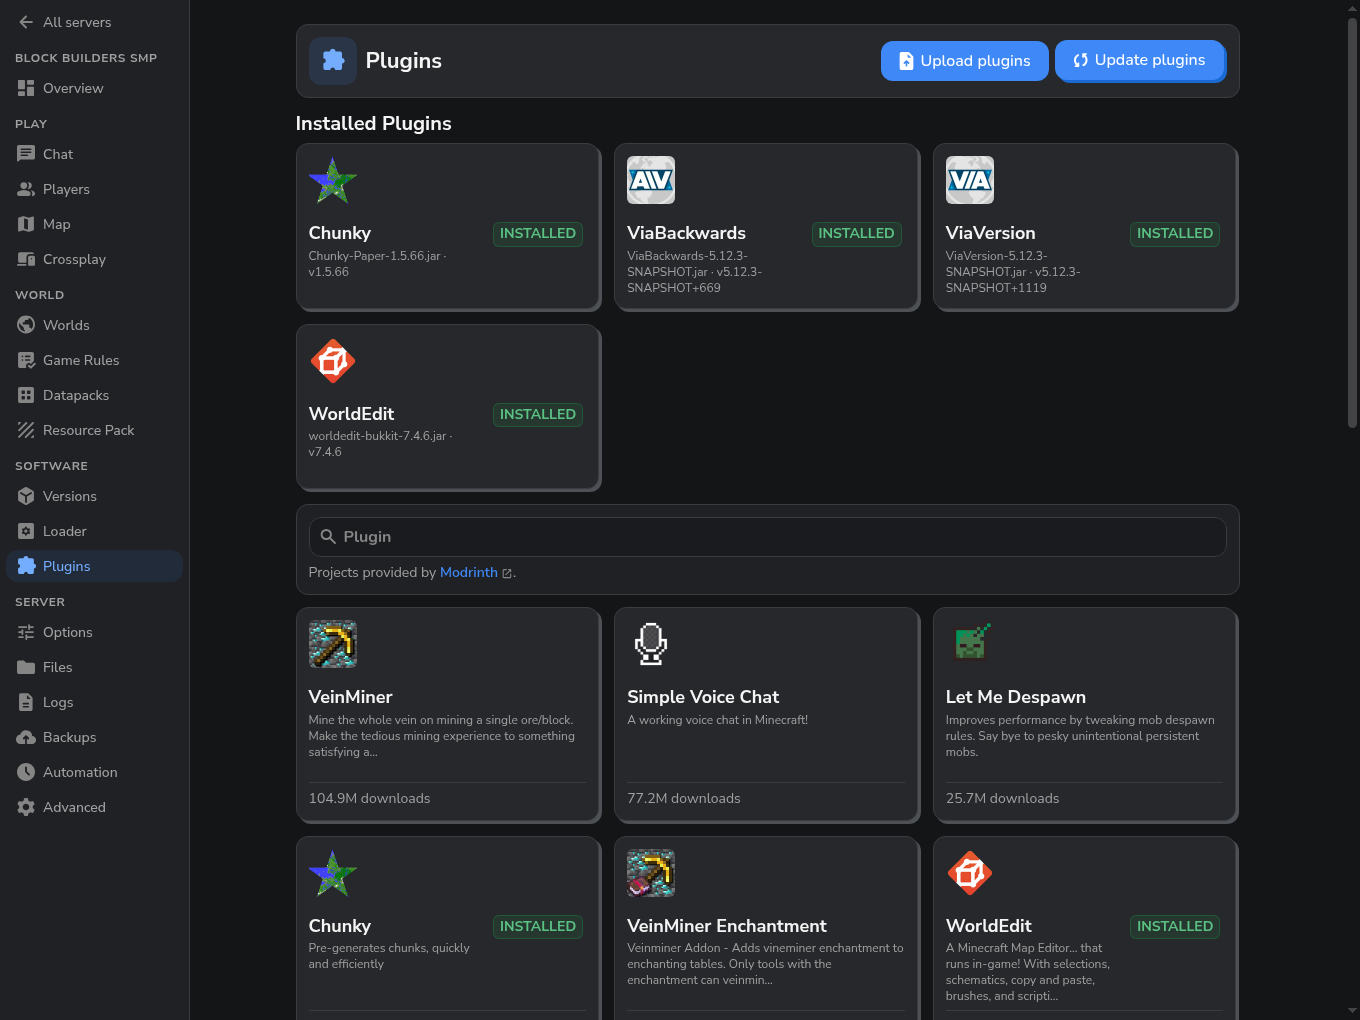 All servers
BLOCK BUILDERS SMP
Overview
PLAY
Chat
Players
Map
Crossplay
WORLD
Worlds
Game Rules
Datapacks
Resource Pack
SOFTWARE
Versions
Loader
Plugins
SERVER
Options
Files
Logs
Backups
Automation
Advanced
Plugins
Upload plugins
Update plugins
Installed Plugins
Chunky
INSTALLED
Chunky-Paper-1.5.66.jar ·
v1.5.66
AIV
ViaBackwards
INSTALLED
ViaBackwards-5.12.3-
SNAPSHOT.jar · v5.12.3-
SNAPSHOT+669
VIA
ViaVersion
INSTALLED
ViaVersion-5.12.3-
SNAPSHOT.jar · v5.12.3-
SNAPSHOT+1119
WorldEdit
INSTALLED
worldedit-bukkit-7.4.6.jar ·
v7.4.6
Plugin
Projects provided by Modrinth.
VeinMiner
Mine the whole vein on mining a single ore/block.
Make the tedious mining experience to something
satisfying a...
104.9M downloads
Simple Voice Chat
A working voice chat in Minecraft!
77.2M downloads
Let Me Despawn
Improves performance by tweaking mob despawn
rules. Say bye to pesky unintentional persistent
mobs.
25.7M downloads
Chunky
INSTALLED
Pre-generates chunks, quickly
and efficiently
VeinMiner Enchantment
Veinminer Addon - Adds vineminer enchantment to
enchanting tables. Only tools with the
enchantment can veinmin...
WorldEdit
INSTALLED
A Minecraft Map Editor... that
runs in-game! With selections,
schematics, copy and paste,
brushes, and scripti...